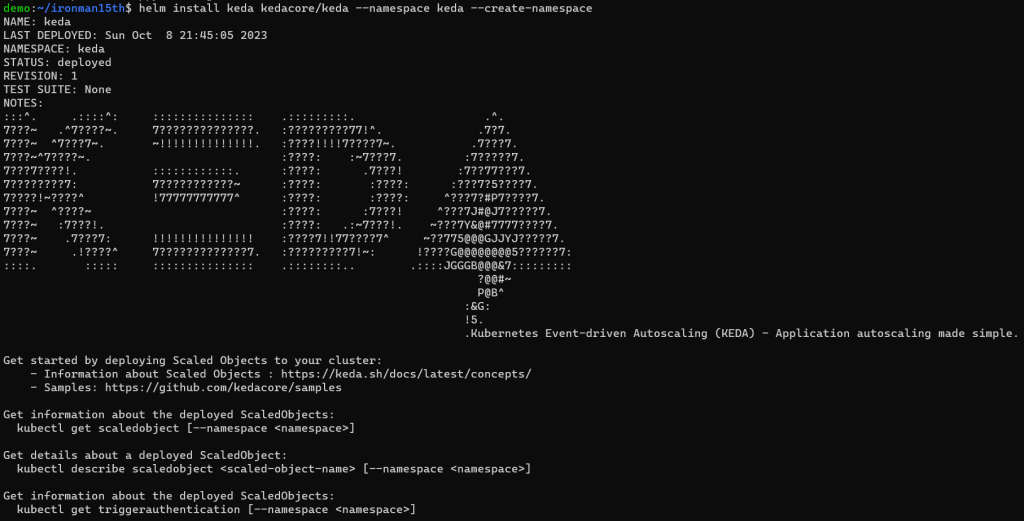 demo:~/ironman15th$ helm install keda kedacore/keda --namespace keda --create-namespace
NAME: keda
LAST DEPLOYED: Sun Oct  8 21:45:05 2023
NAMESPACE: keda
STATUS: deployed
REVISION: 1
TEST SUITE: None
NOTES:
:::^.     .::::^:     :::::::::::::::    .:::::::::.                   .^.
7???~   .^7????~.     7??????????????.   :?????????77!^.              .7?7.
7???~  ^7???7~.       ~!!!!!!!!!!!!!!.   :????!!!!7????7~.           .7???7.
7???~^7????~.                            :????:    :~7???7.         :7?????7.
7???7????!.           ::::::::::::.      :????:      .7???!        :7??77???7.
7?????????7:          7???????????~      :????:       :????:      :???7?5????7.
7????!~????^          !77777777777^      :????:       :????:     ^???7?#P7????7.
7???~  ^????~                            :????:      :7???!     ^???7J#@J7?????7.
7???~   :7???!.                          :????:   .:~7???!.    ~???7Y&@#7777????7.
7???~    .7???7:      !!!!!!!!!!!!!!!    :????7!!77????7^     ~??775@@@GJJYJ?????7.
7???~     .!????^     7?????????????7.   :?????????7!~:      !????G@@@@@@@@5??????7:
::::.       :::::     :::::::::::::::    .::::::::..        .::::JGGGB@@@&7:::::::::
                                                                      ?@@#~
                                                                      P@B^
                                                                    :&G:
                                                                    !5.
                                                                    .Kubernetes Event-driven Autoscaling (KEDA) - Application autoscaling made simple.
Get started by deploying Scaled Objects to your cluster:
    - Information about Scaled Objects : https://keda.sh/docs/latest/concepts/
    - Samples: https://github.com/kedacore/samples
Get information about the deployed ScaledObjects:
  kubectl get scaledobject [--namespace <namespace>]
Get details about a deployed ScaledObject:
  kubectl describe scaledobject <scaled-object-name> [--namespace <namespace>]
Get information about the deployed ScaledObjects:
  kubectl get triggerauthentication [--namespace <namespace>]